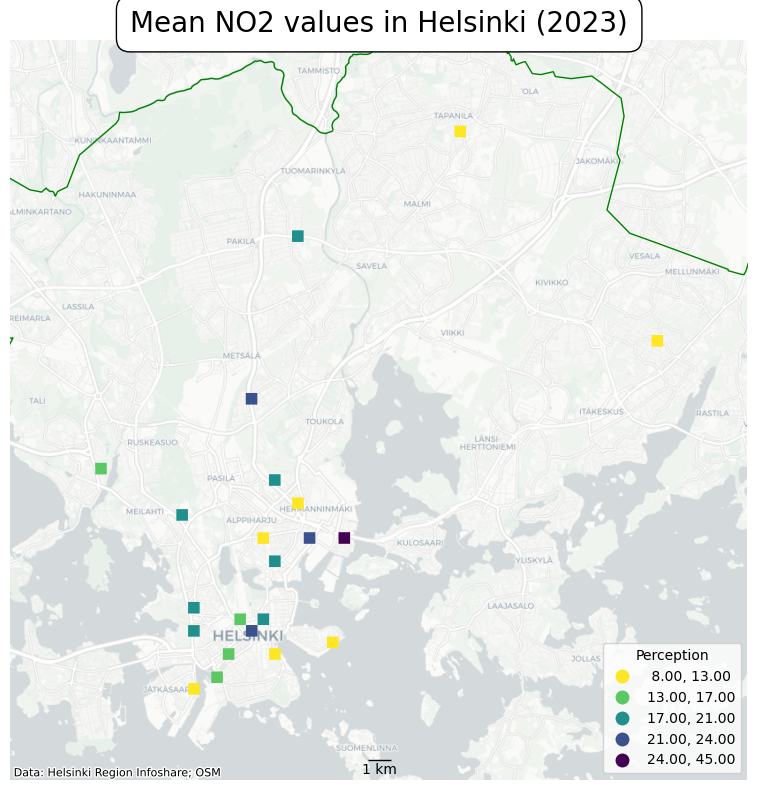 Mean NO2 values in Helsinki (2023)
TAMMISTO
OLA
TAPANILA
KUNINKAANTAMMI
JAKOMÄK
TUOMARINKYLÄ
HAKUNINMAA
MALMI
ALMINKARTANO
PAKILA
VESALA
SAVELA
MELLUNMÄKI
KIVIKKO
LASSILA
REIMARLA
VIIKKI
METSÄLÄ
TALI
ITÄKESKUS
RASTILA
TOUKOLA
RUSKEASUO
LÄNSI-
HERTTONIEMI
PASILA
MEILAHTI
HERMANNINMÄKI
ALPPIHARJU
KULOSAARI
YLISKYLÄ
LAAJASALO
HELSINKI
JOLLAS
JÄTKÄSAAR
SUOMENLINNA
Perception
8.00, 13.00
13.00, 17.00
17.00, 21.00
21.00, 24.00
24.00, 45.00
1 km
Data: Helsinki Region Infoshare; OSM